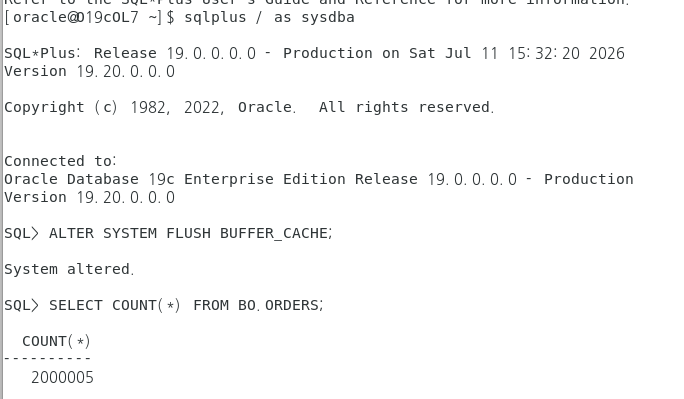 Refer to the SQL*Plus User's Guide and Reference for more information.
[oracle@O19cOL7 ~]$ sqlplus / as sysdba
SQL*Plus: Release 19.0.0.0.0 - Production on Sat Jul 11 15:32:20 2026
Version 19.20.0.0.0
Copyright (c) 1982, 2022, Oracle.  All rights reserved.
Connected to:
Oracle Database 19c Enterprise Edition Release 19.0.0.0.0 - Production
Version 19.20.0.0.0
SQL> ALTER SYSTEM FLUSH BUFFER_CACHE;
System altered.
SQL> SELECT COUNT(*) FROM BO.ORDERS;
COUNT(*)
----------
2000005